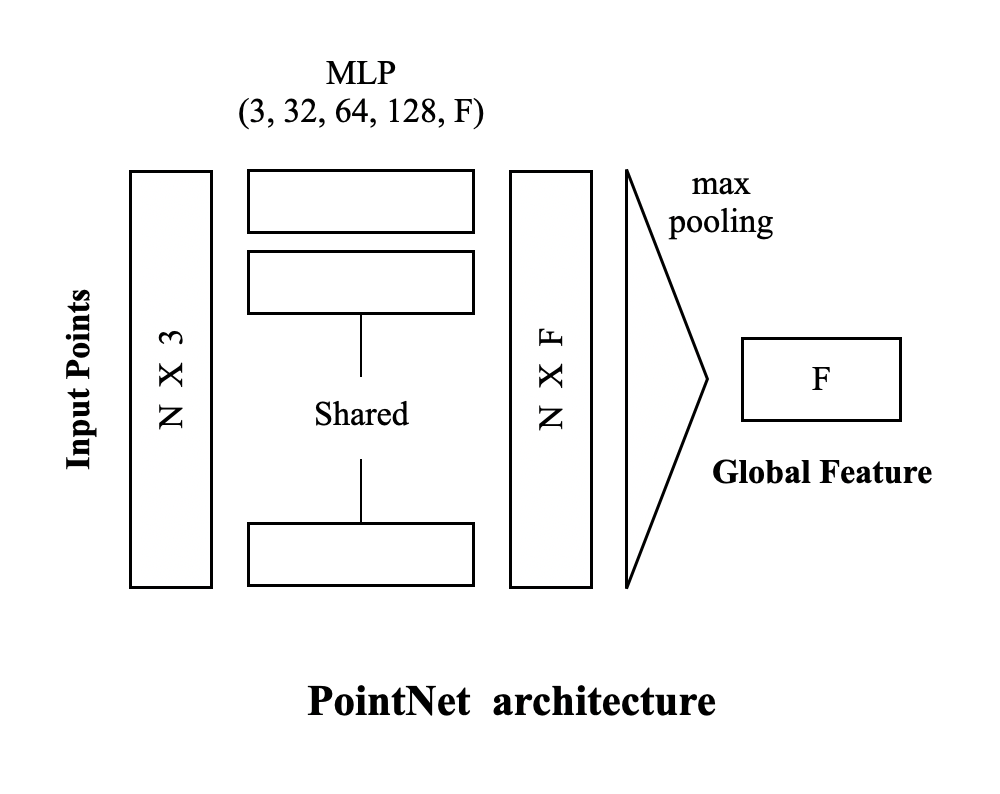 MLP
(3, 32, 64, 128, F)
max
pooling
Input Points
N X 3
Shared
N X F
F
Global Feature
PointNet architecture